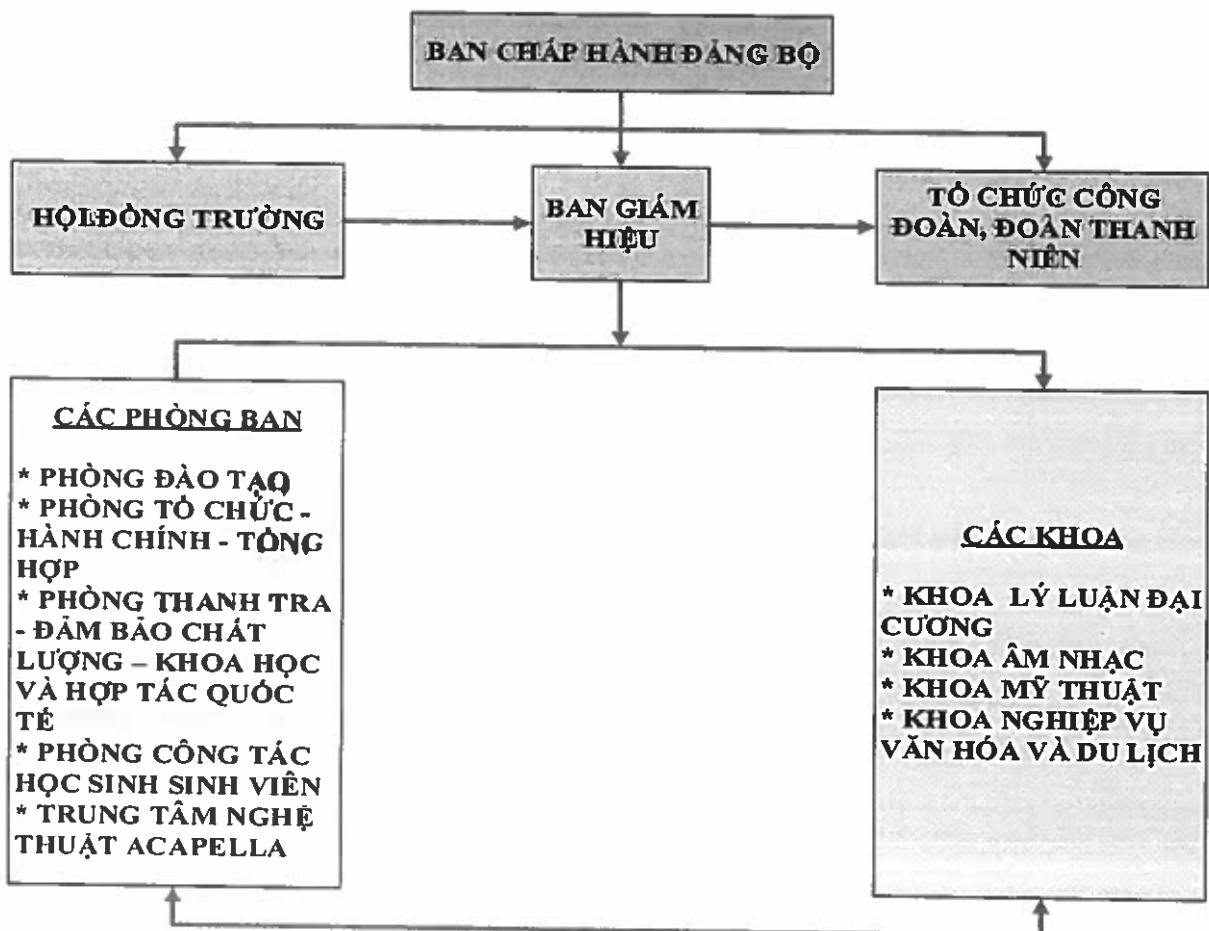 BAN CHẤP HÀNH ĐẢNG BỘ
HỘI ĐỒNG TRƯỜNG
BAN GIÁM
HIỆU
TỔ CHỨC CÔNG
ĐOÀN, ĐOÀN THANH
NIÊN
CÁC PHÒNG BAN
* PHÒNG ĐÀO TẠO
* PHÒNG TỔ CHỨC -
HÀNH CHÍNH - TỔNG
HỢP
* PHÒNG THANH TRA
- ĐẢM BẢO CHẤT
LƯỢNG – KHOA HỌC
VÀ HỢP TÁC QUỐC
TẾ
* PHÒNG CÔNG TÁC
HỌC SINH SINH VIÊN
* TRUNG TÂM NGHỆ
THUẬT ACAPELLA
CÁC KHOA
* KHOA LÝ LUẬN ĐẠI
CƯƠNG
* KHOA ÂM NHẠC
* KHOA MỸ THUẬT
* KHOA NGHIỆP VỤ
VĂN HÓA VÀ DU LỊCH